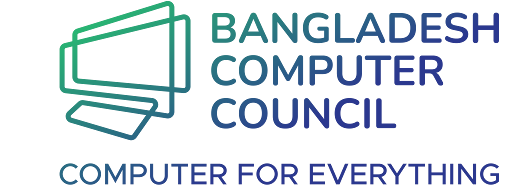 BANGLADESH
COMPUTER
COUNCIL
COMPUTER FOR EVERYTHING